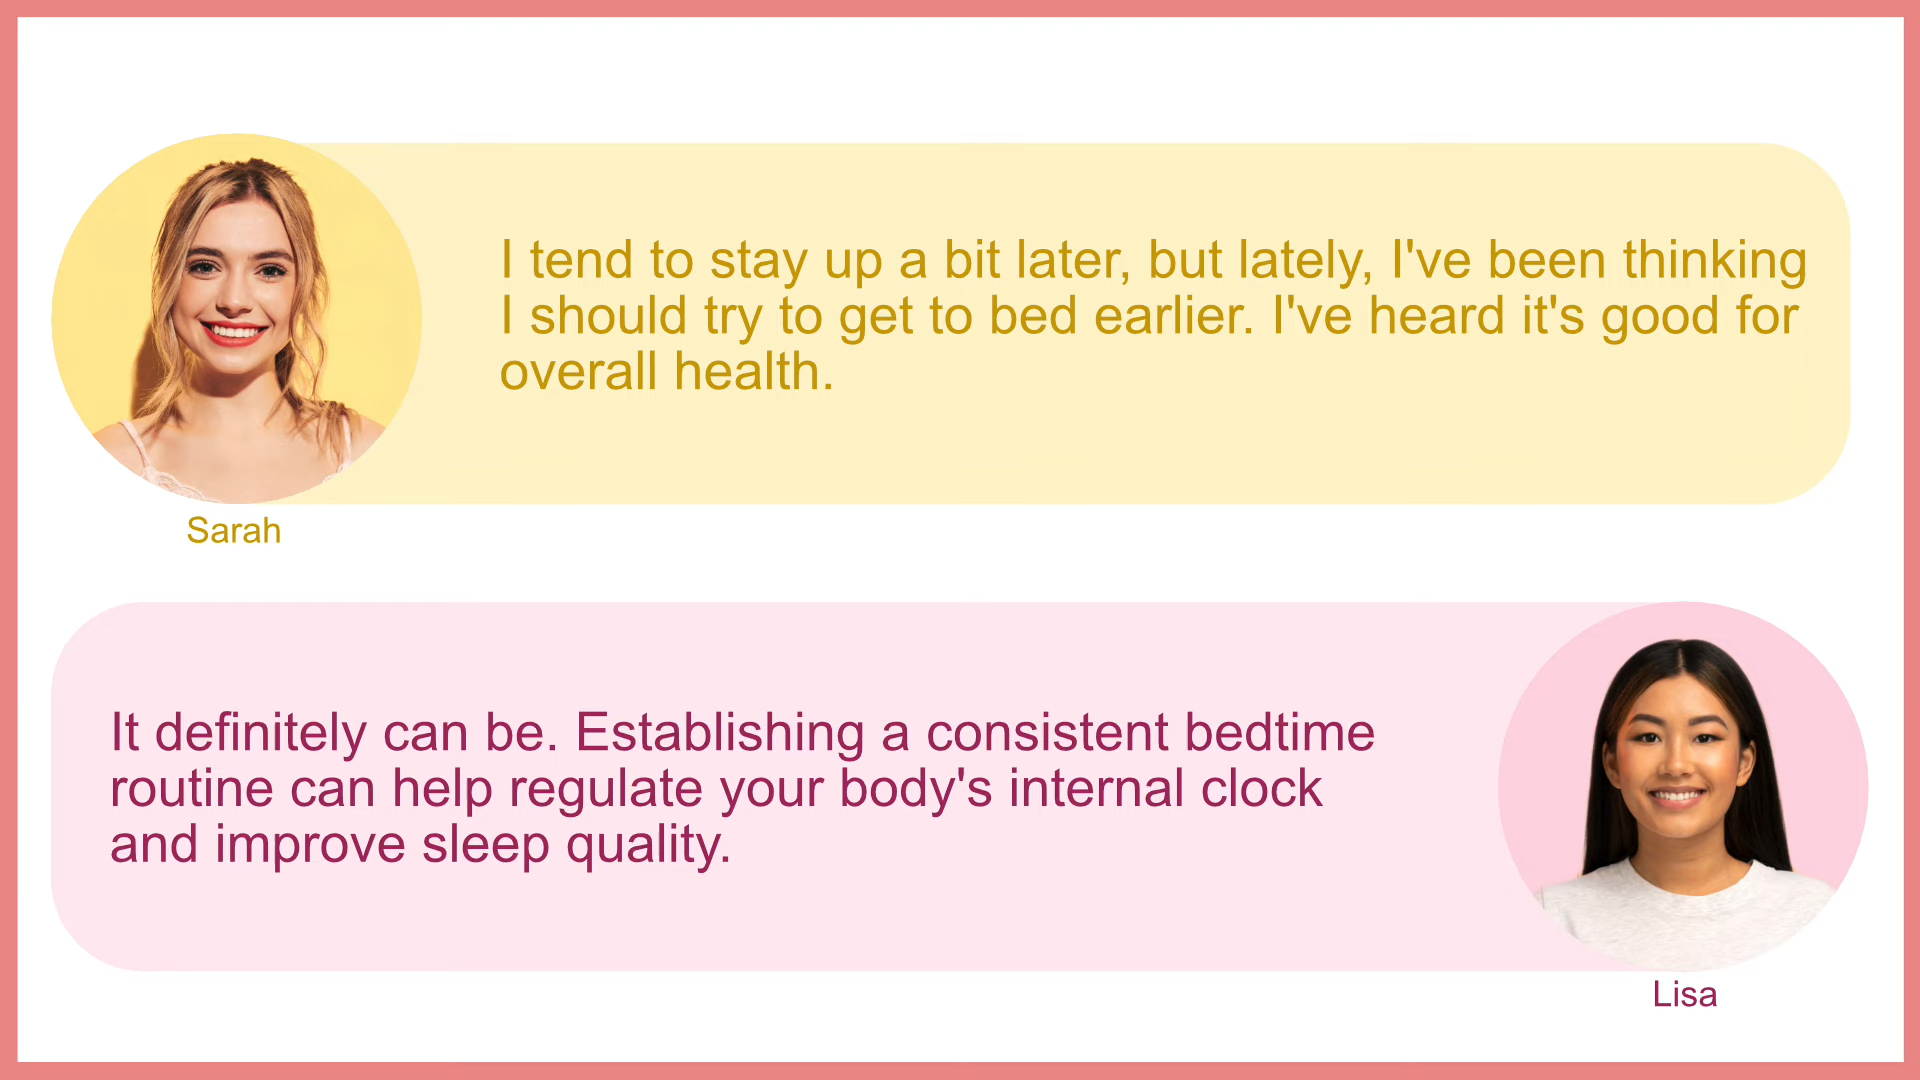 I tend to stay up a bit later, but lately, I've been thinking
I should try to get to bed earlier. I've heard it's good for
overall health.
Sarah
It definitely can be. Establishing a consistent bedtime
routine can help regulate your body's internal clock
and improve sleep quality.
Lisa